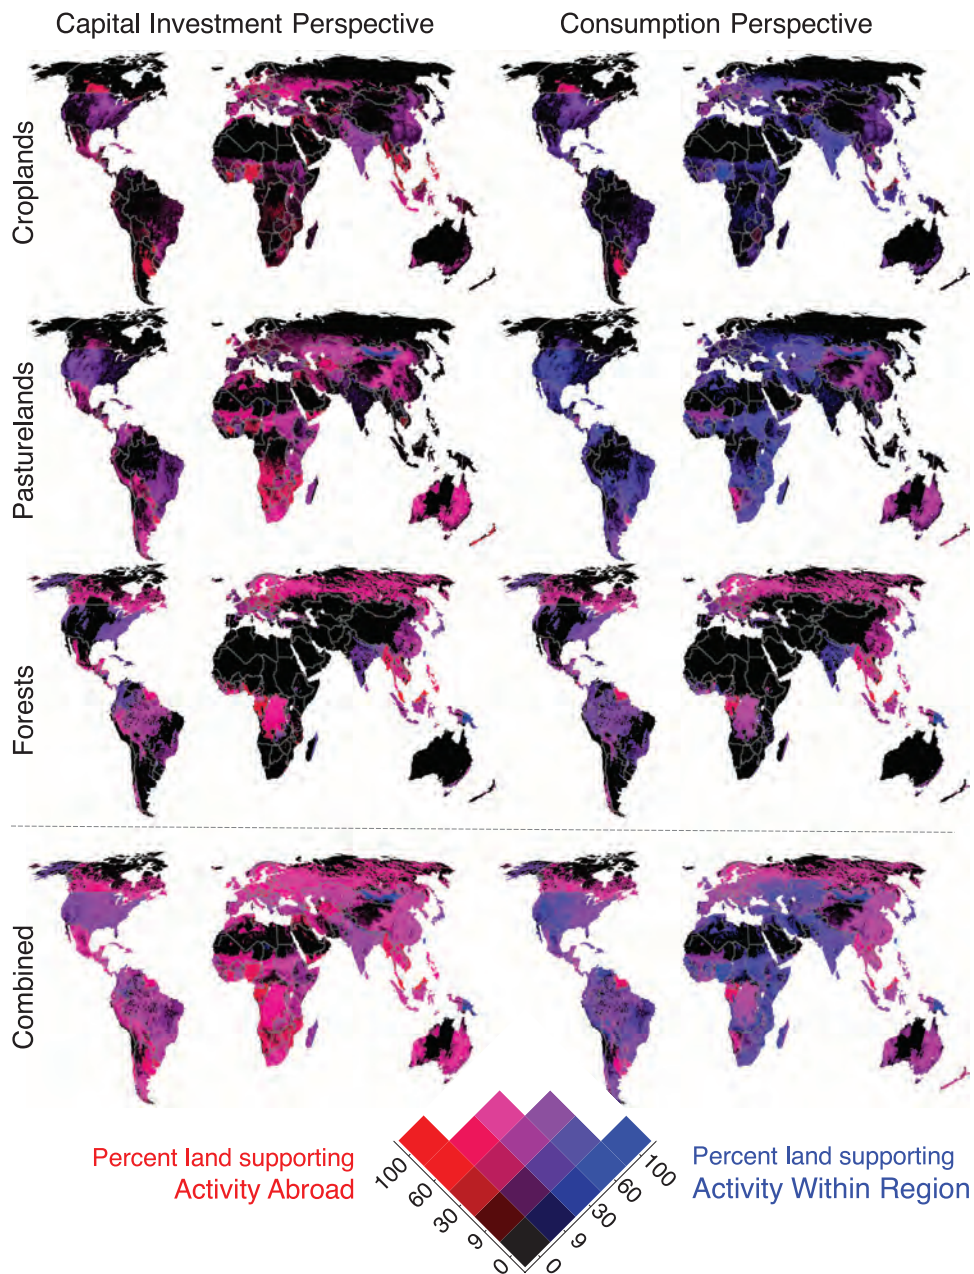 Capital Investment Perspective
Consumption Perspective
Croplands
Pasturelands
Forests
Combined
Percent land supporting
Activity Abroad
100
60
30
9
0
0
9
30
60
100
Percent land supporting
Activity Within Region